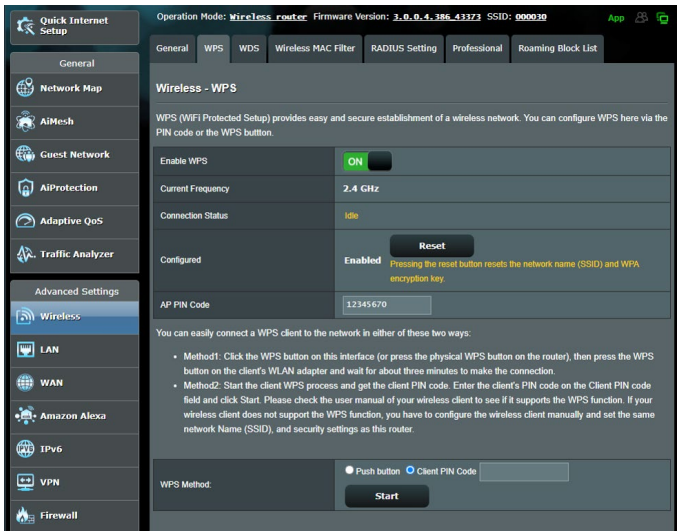 Quick Internet
Setup
Operation Mode: Wireless router Firmware Version: 3.0.0.4.386_43373 SSID: 000030
App
General WPS WDS Wireless MAC Filter RADIUS Setting Professional Roaming Block List
General
Network Map
AiMesh
Guest Network
AiProtection
Adaptive QoS
Traffic Analyzer
Advanced Settings
Wireless
LAN
WAN
Amazon Alexa
IPv6
VPN
Firewall
Wireless - WPS
WPS (WiFi Protected Setup) provides easy and secure establishment of a wireless network. You can configure WPS here via the
PIN code or the WPS buttton.
Enable WPS ON
Current Frequency 2.4 GHz
Connection Status Idle
Configured Enabled Reset
Pressing the reset button resets the network name (SSID) and WPA
encryption key.
AP PIN Code 12345670
You can easily connect a WPS client to the network in either of these two ways:
• Method1: Click the WPS button on this interface (or press the physical WPS button on the router), then press the WPS
button on the client's WLAN adapter and wait for about three minutes to make the connection.
• Method2: Start the client WPS process and get the client PIN code. Enter the client's PIN code on the Client PIN code
field and click Start. Please check the user manual of your wireless client to see if it supports the WPS function. If your
wireless client does not support the WPS function, you have to configure the wireless client manually and set the same
network Name (SSID), and security settings as this router.
WPS Method: Push button Client PIN Code
Start